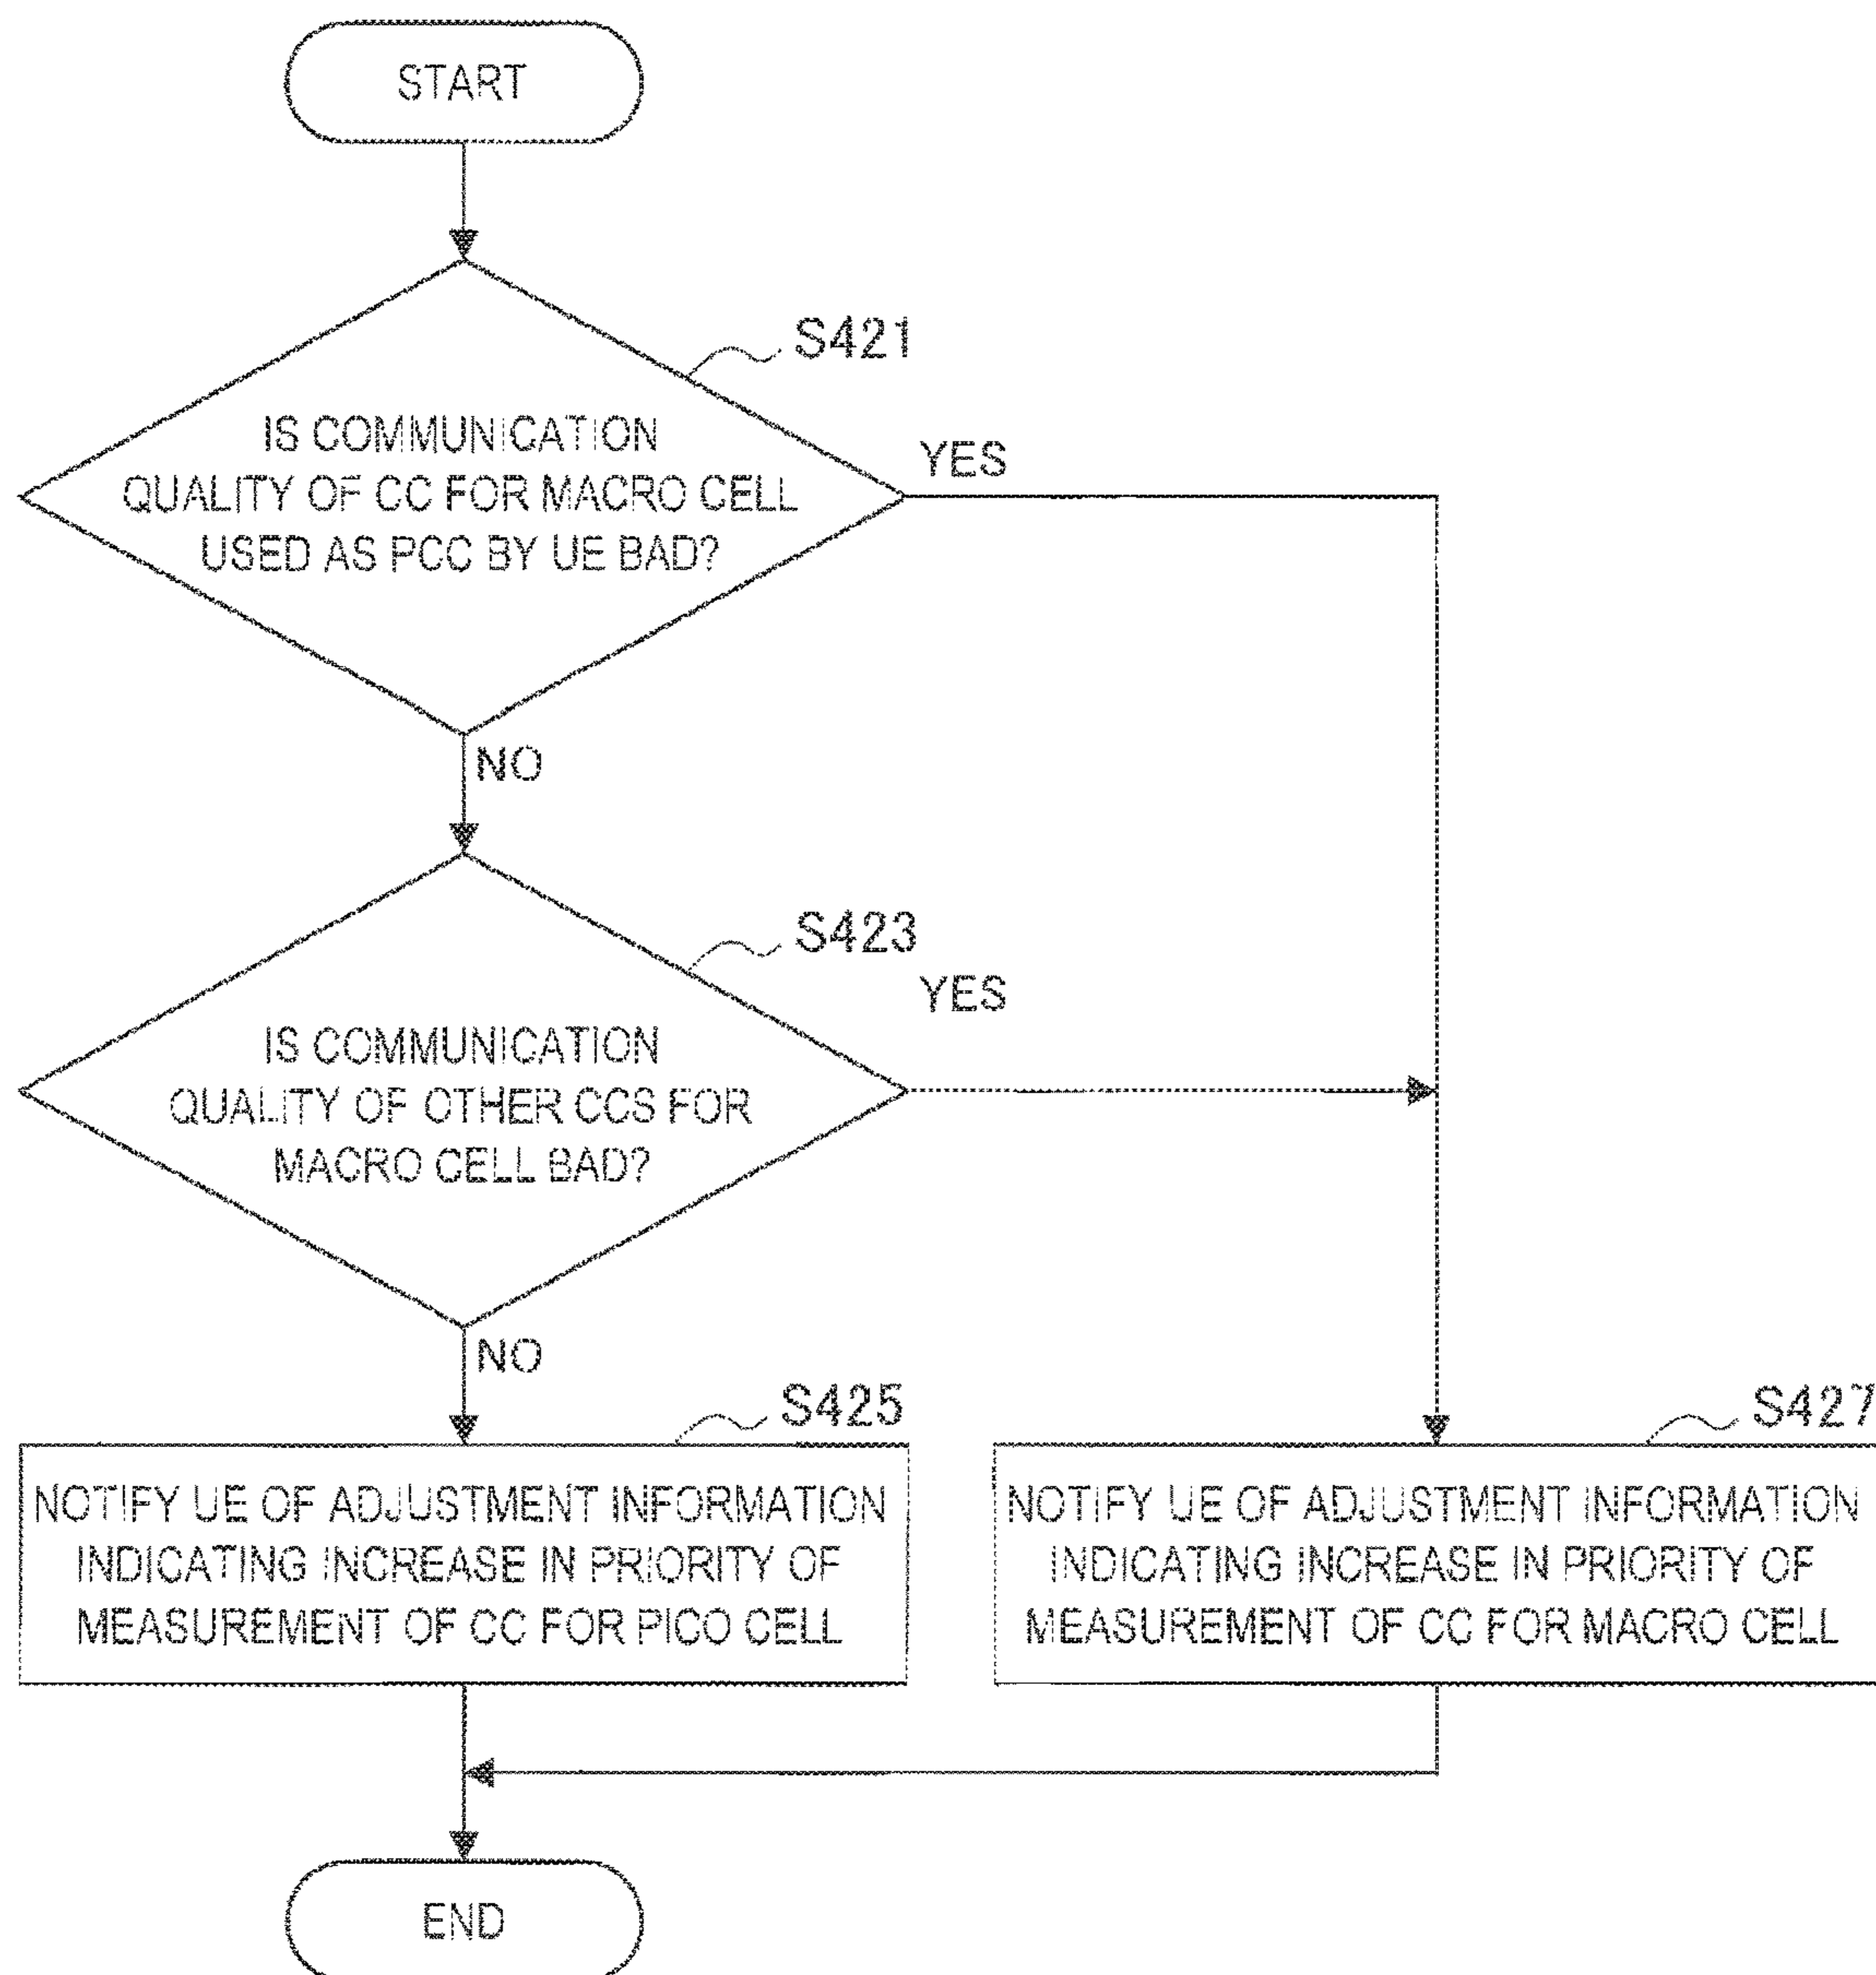 START
S421
IS COMMUNICATION
QUALITY OF CC FOR MACRO CELL
USED AS PCC BY UE BAD?
YES
NO
S423
YES
IS COMMUNICATION
QUALITY OF OTHER CCS FOR
MACRO CELL BAD?
NO
S425
NOTIFY UE OF ADJUSTMENT INFORMATION
INDICATING INCREASE IN PRIORITY OF
MEASUREMENT OF CC FOR PICO CELL
S427
NOTIFY UE OF ADJUSTMENT INFORMATION
INDICATING INCREASE IN PRIORITY OF
MEASUREMENT OF CC FOR MACRO CELL
END